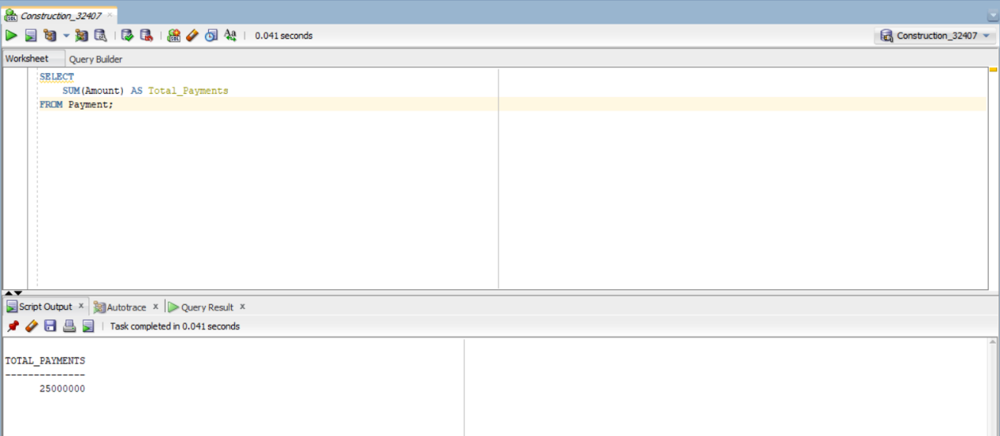 Construction_32407
0.041 seconds
Construction_32407
Worksheet
Query Builder
SELECT
SUM(Amount) AS Total_Payments
FROM Payment;
Script Output x
Autotrace x
Query Result x
Task completed in 0.041 seconds
TOTAL_PAYMENTS
--------------
25000000